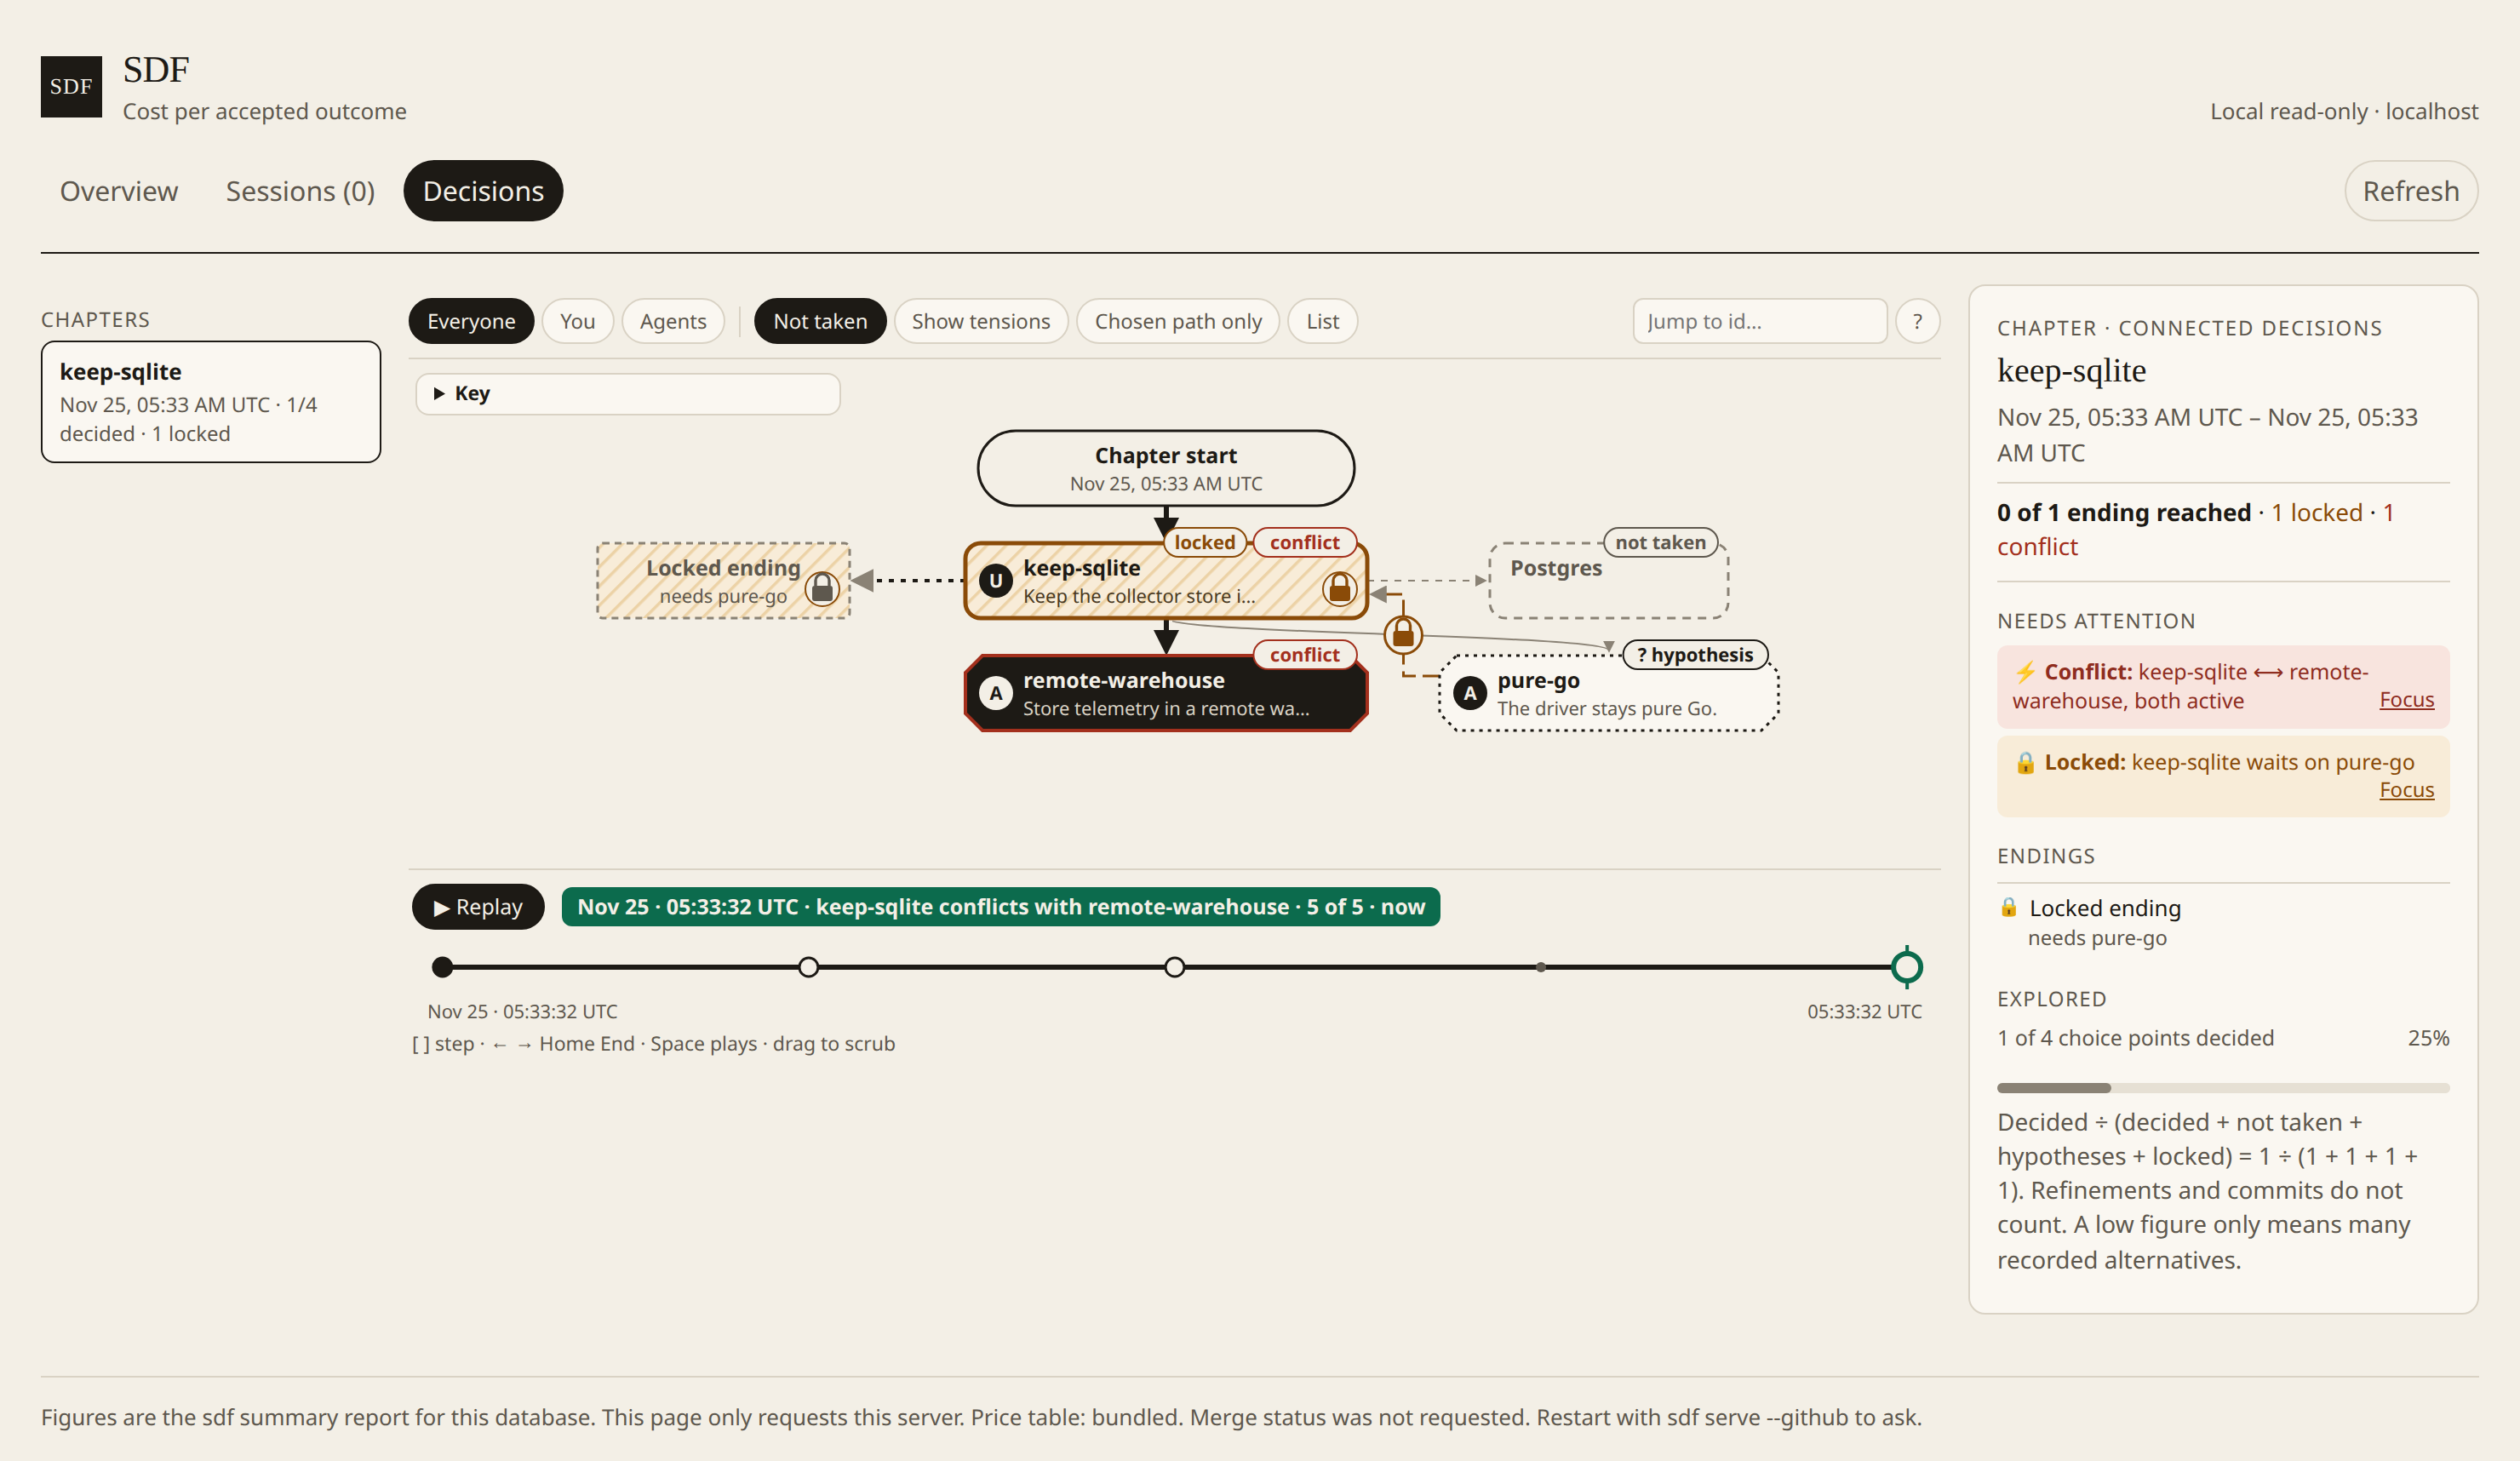 SDF
SDF
Cost per accepted outcome
Local read-only · localhost
Overview
Sessions (0)
Decisions
Refresh
CHAPTERS
keep-sqlite
Nov 25, 05:33 AM UTC · 1/4
decided · 1 locked
Everyone
You
Agents
Not taken
Show tensions
Chosen path only
List
Jump to id...
?
▶ Key
Chapter start
Nov 25, 05:33 AM UTC
Locked ending
needs pure-go
locked
conflict
U
keep-sqlite
Keep the collector store i...
not taken
Postgres
conflict
A
remote-warehouse
Store telemetry in a remote wa...
? hypothesis
A
pure-go
The driver stays pure Go.
▶ Replay
Nov 25 · 05:33:32 UTC · keep-sqlite conflicts with remote-warehouse · 5 of 5 · now
Nov 25 · 05:33:32 UTC
05:33:32 UTC
[ ] step · ← → Home End · Space plays · drag to scrub
CHAPTER · CONNECTED DECISIONS
keep-sqlite
Nov 25, 05:33 AM UTC – Nov 25, 05:33
AM UTC
0 of 1 ending reached · 1 locked · 1
conflict
NEEDS ATTENTION
⚡ Conflict: keep-sqlite ⟷ remote-
warehouse, both active
Focus
🔒 Locked: keep-sqlite waits on pure-go
Focus
ENDINGS
🔒 Locked ending
needs pure-go
EXPLORED
1 of 4 choice points decided
25%
Decided ÷ (decided + not taken +
hypotheses + locked) = 1 ÷ (1 + 1 + 1 +
1). Refinements and commits do not
count. A low figure only means many
recorded alternatives.
Figures are the sdf summary report for this database. This page only requests this server. Price table: bundled. Merge status was not requested. Restart with sdf serve --github to ask.